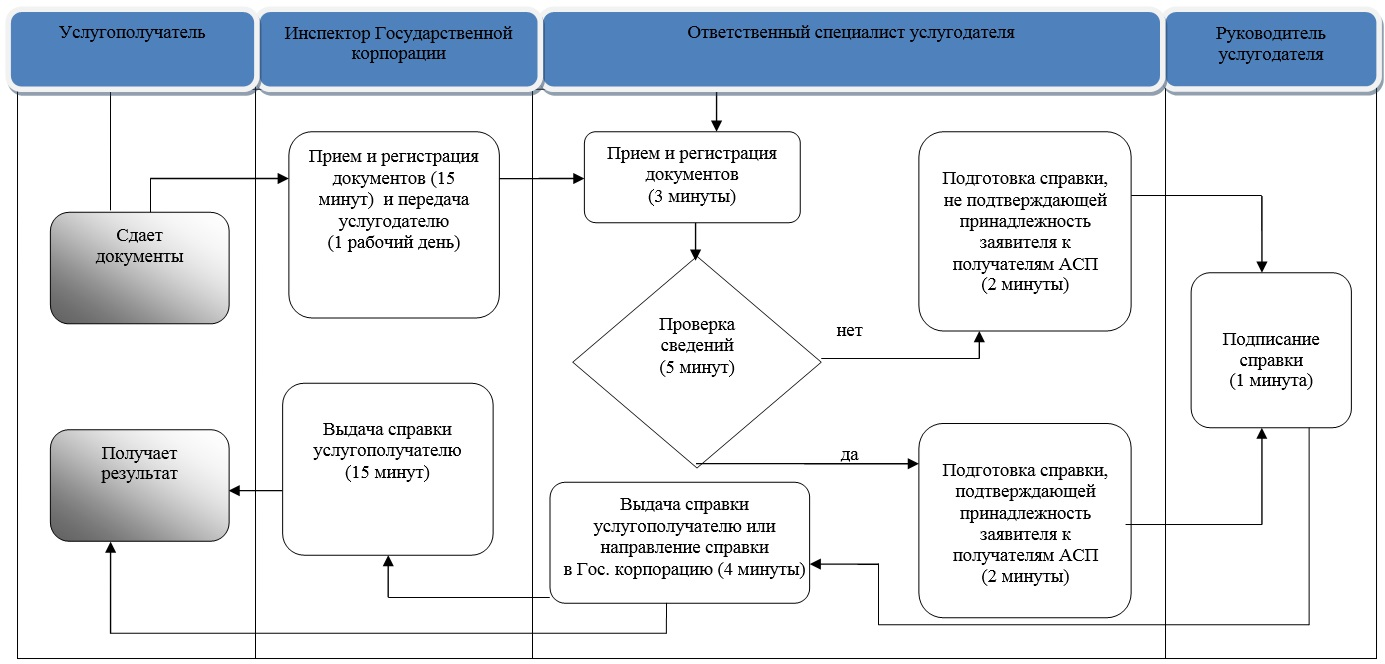 Услугополучатель
Инспектор Государственной
корпорации
Ответственный специалист услугодателя
Руководитель
услугодателя
Сдает
документы
Прием и регистрация
документов (15
минут) и передача
услугодателю
(1 рабочий день)
Прием и регистрация
документов
(3 минуты)
Проверка
сведений
(5 минут)
нет
да
Подготовка справки,
не подтверждающей
принадлежность
заявителя к
получателям АСП
(2 минуты)
Подписание
справки
(1 минута)
Подготовка справки,
подтверждающей
принадлежность
заявителя к
получателям АСП
(2 минуты)
Выдача справки
услугополучателю или
направление справки
в Гос. корпорацию (4 минуты)
Выдача справки
услугополучателю
(15 минут)
Получает
результат